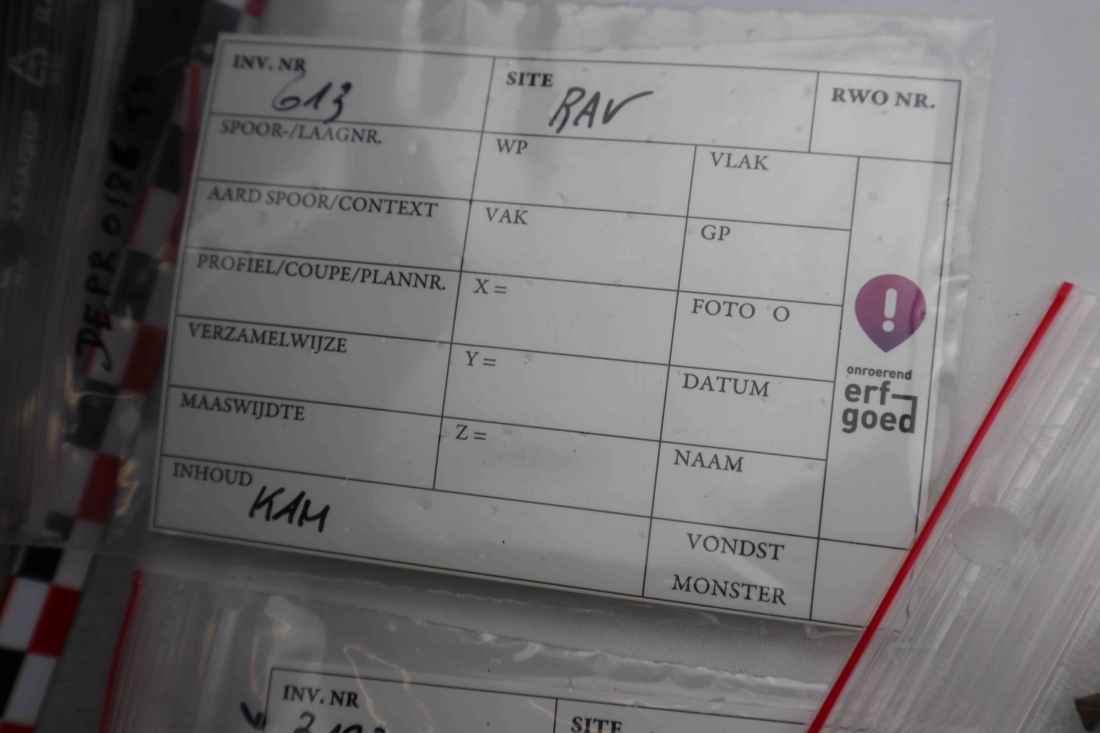 INV. NR
613
SITE
RAV
RWO NR.
SPOOR-/LAAGNR.
WP
VLAK
AARD SPOOR/CONTEXT
VAK
GP
PROFIEL/COUPE/PLANNR.
X =
FOTO O
VERZAMELWIJZE
Y =
DATUM
MAASWIJDTE
Z =
NAAM
INHOUD
KAM
VONDST
MONSTER
onroerend
erf-
goed
INV. NR
SITE